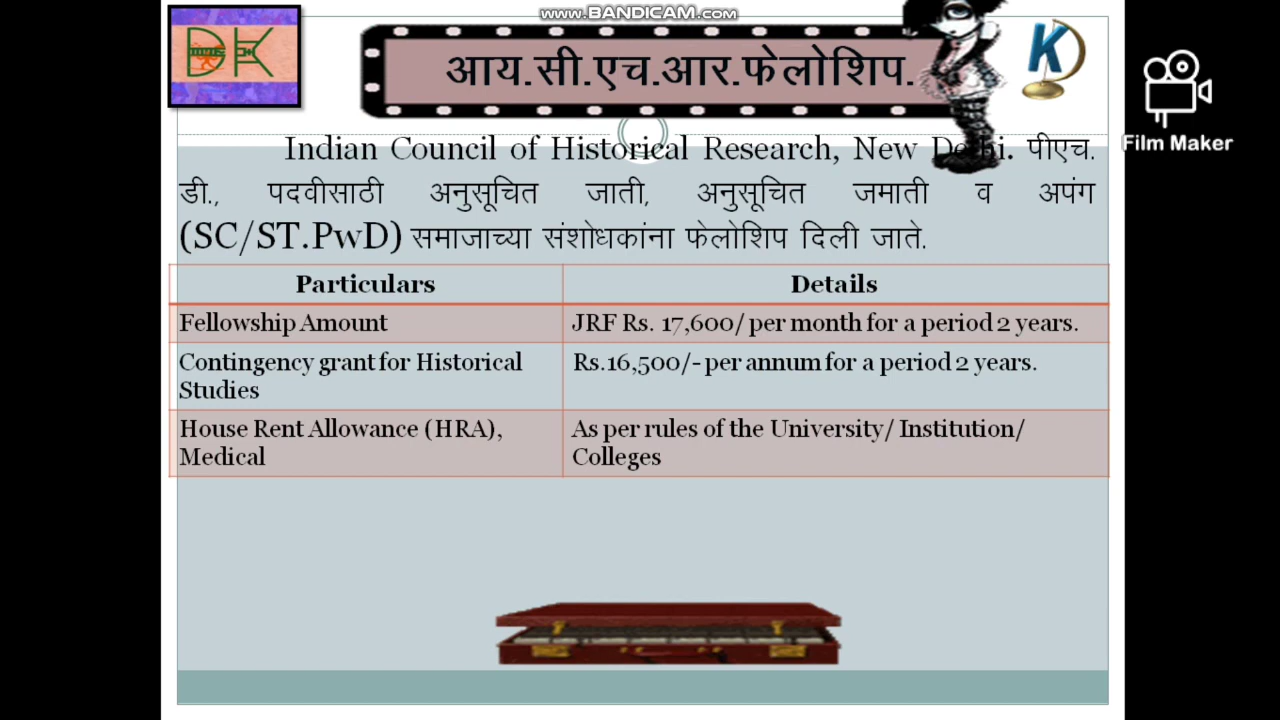 www.BANDICAM.com
DK
आय.सी.एच.आर.फेलोशिप.
K
Film Maker
Indian Council of Historical Research, New Delhi. पीएच.
डी., पदवीसाठी अनुसूचित जाती, अनुसूचित जमाती व अपंग
(SC/ST.PwD) समाजाच्या संशोधकांना फेलोशिप दिली जाते.
Particulars Details
Fellowship Amount JRF Rs. 17,600/ per month for a period 2 years.
Contingency grant for Historical Rs.16,500/- per annum for a period 2 years.
Studies
House Rent Allowance (HRA), As per rules of the University/ Institution/
Medical Colleges